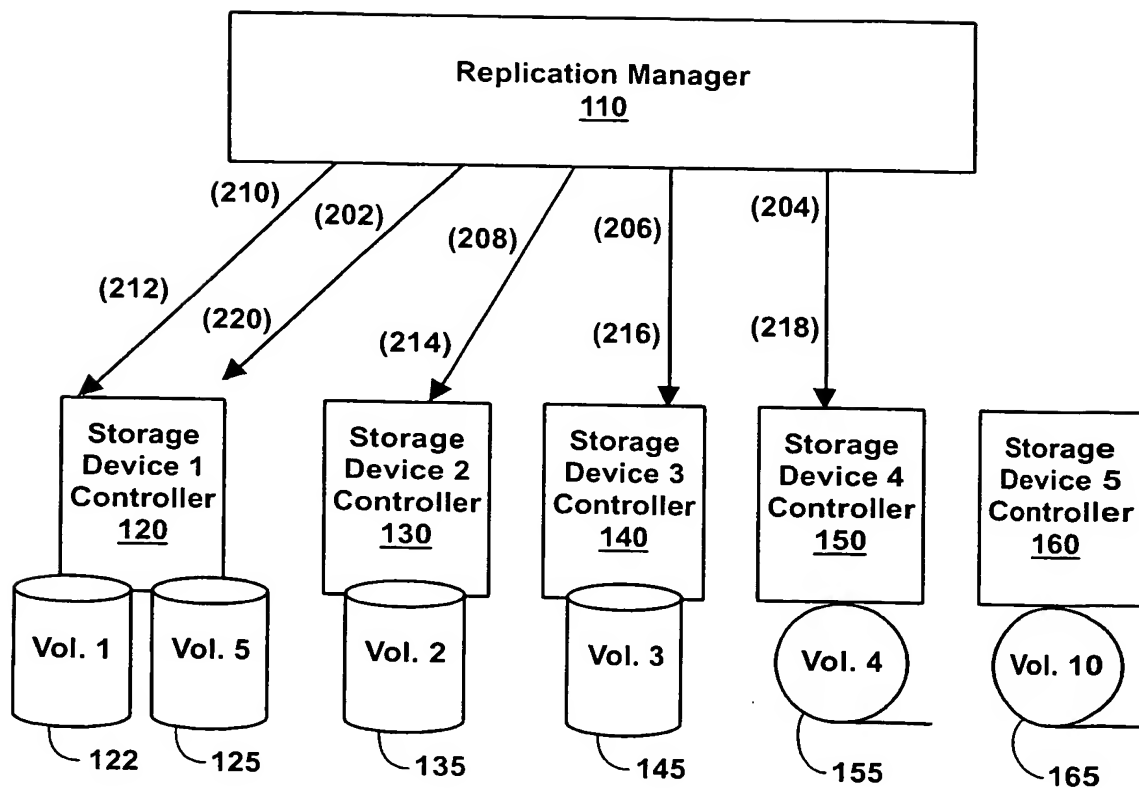 Replication Manager
110
(210)
(202)
(208)
(206)
(204)
(212)
(220)
(214)
(216)
(218)
Storage
Device 1
Controller
120
Storage
Device 2
Controller
130
Storage
Device 3
Controller
140
Storage
Device 4
Controller
150
Storage
Device 5
Controller
160
Vol. 1
Vol. 5
Vol. 2
Vol. 3
Vol. 4
Vol. 10
122
125
135
145
155
165